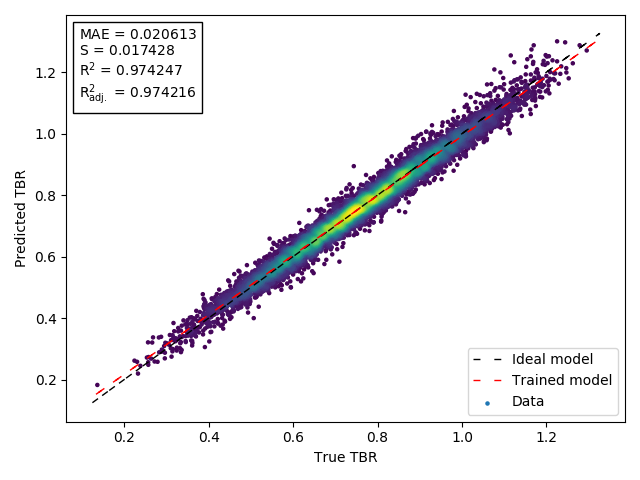 MAE = 0.020613
S = 0.017428
R² = 0.974247
R²adj. = 0.974216
Predicted TBR
1.2
1.0
0.8
0.6
0.4
0.2
Ideal model
Trained model
Data
0.2 0.4 0.6 0.8 1.0 1.2
True TBR